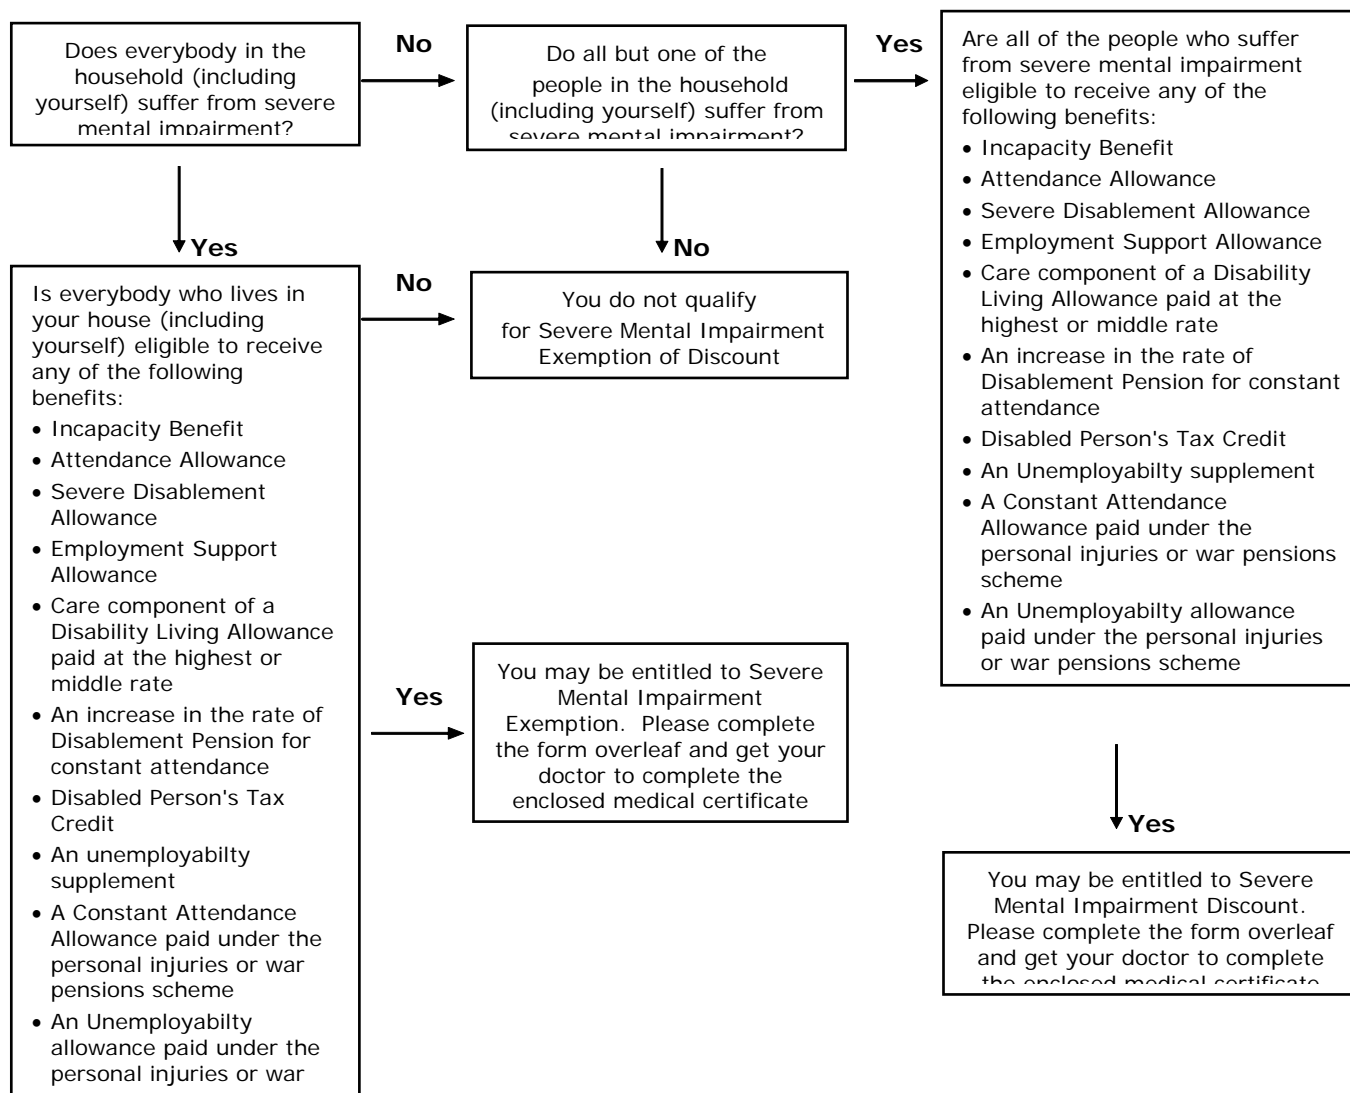 Does everybody in the
household (including
yourself) suffer from severe
mental impairment?
No
Do all but one of the
people in the household
(including yourself) suffer from
severe mental impairment?
Yes
Are all of the people who suffer
from severe mental impairment
eligible to receive any of the
following benefits:
• Incapacity Benefit
• Attendance Allowance
• Severe Disablement Allowance
• Employment Support Allowance
• Care component of a Disability
Living Allowance paid at the
highest or middle rate
• An increase in the rate of
Disablement Pension for constant
attendance
• Disabled Person's Tax Credit
• An Unemployabilty supplement
• A Constant Attendance
Allowance paid under the
personal injuries or war pensions
scheme
• An Unemployabilty allowance
paid under the personal injuries
or war pensions scheme
Yes
No
Is everybody who lives in
your house (including
yourself) eligible to receive
any of the following
benefits:
• Incapacity Benefit
• Attendance Allowance
• Severe Disablement
Allowance
• Employment Support
Allowance
• Care component of a
Disability Living Allowance
paid at the highest or
middle rate
• An increase in the rate of
Disablement Pension for
constant attendance
• Disabled Person's Tax
Credit
• An unemployabilty
supplement
• A Constant Attendance
Allowance paid under the
personal injuries or war
pensions scheme
• An Unemployabilty
allowance paid under the
personal injuries or war
No
You do not qualify
for Severe Mental Impairment
Exemption of Discount
Yes
You may be entitled to Severe
Mental Impairment
Exemption. Please complete
the form overleaf and get your
doctor to complete the
enclosed medical certificate
Yes
You may be entitled to Severe
Mental Impairment Discount.
Please complete the form overleaf
and get your doctor to complete
the enclosed medical certificate